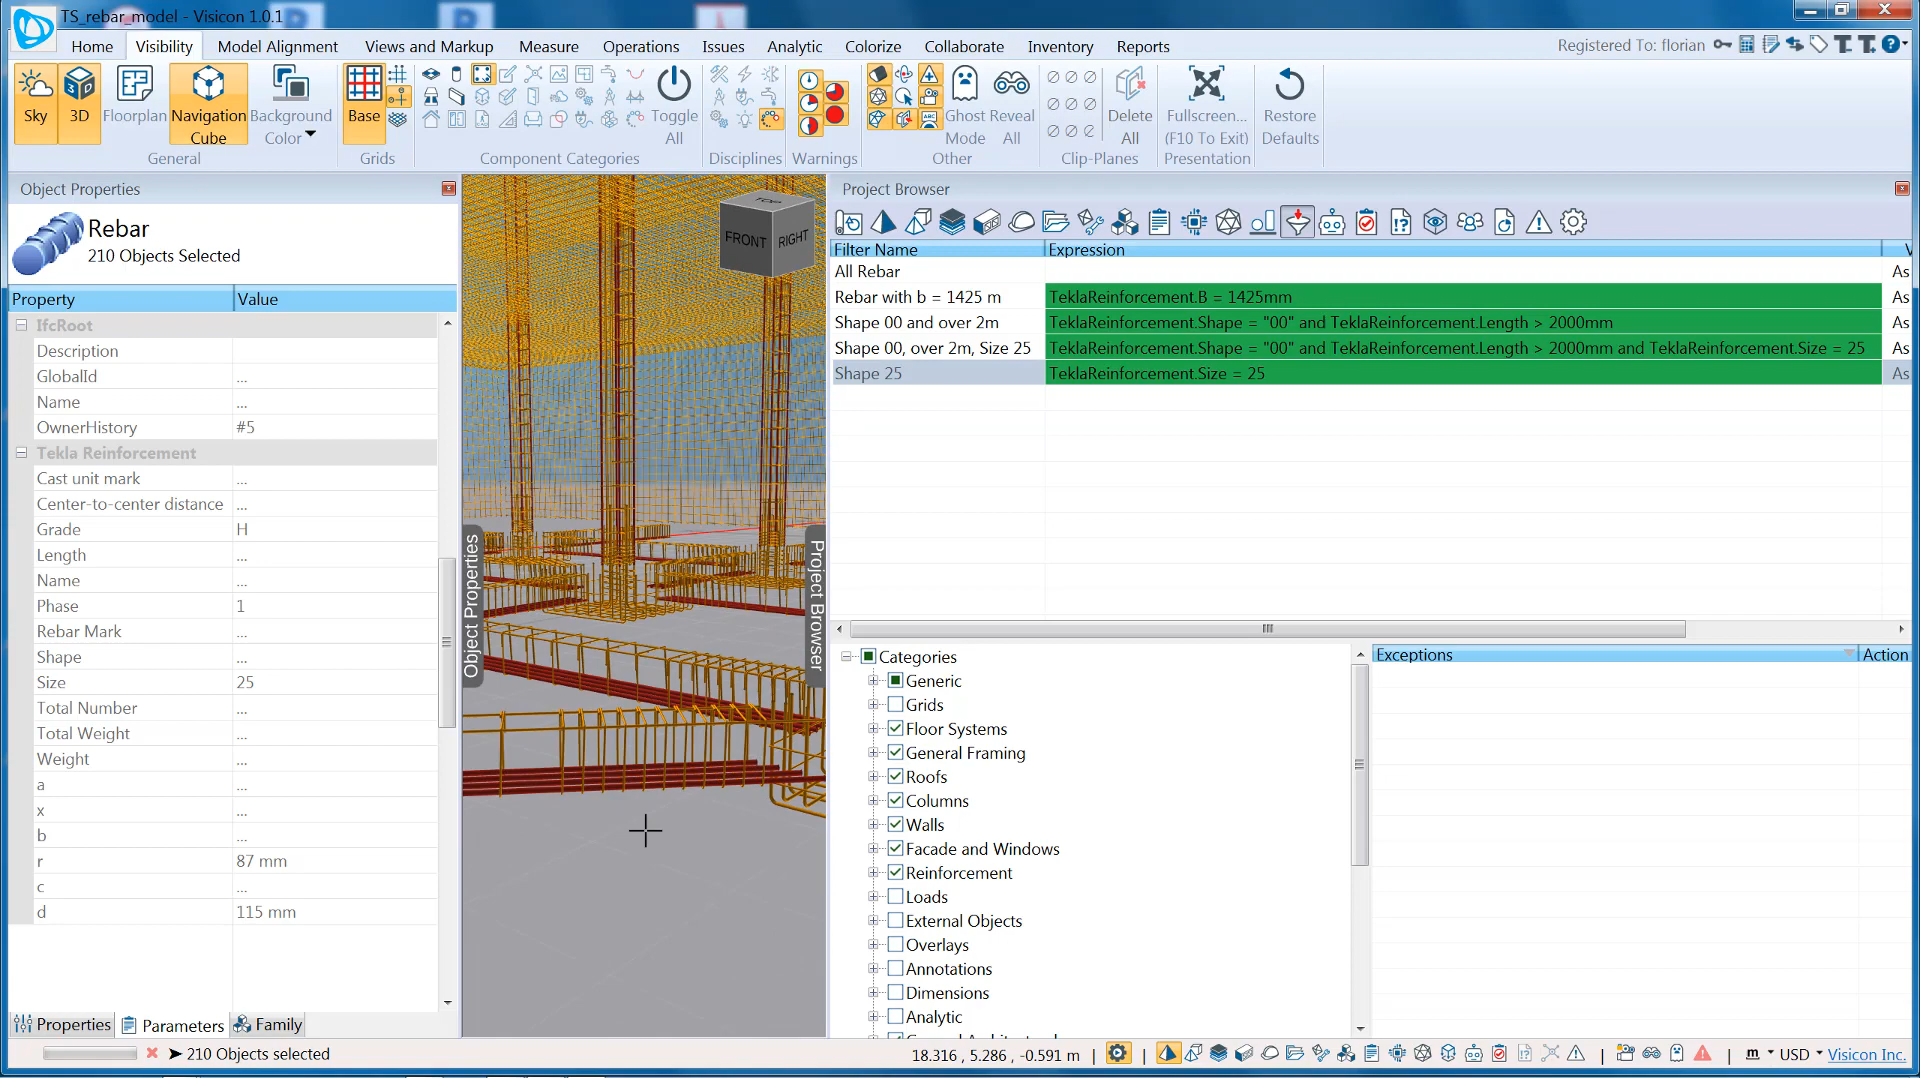 TS_rebar_model - Visicon 1.0.1
Home Visibility Model Alignment Views and Markup Measure Operations Issues Analytic Colorize Collaborate Inventory Reports Registered To: florian
Sky 3D Floorplan Navigation Cube Background Color Base Toggle All Ghost Mode Reveal All Delete All Fullscreen... (F10 To Exit) Restore Defaults
General Grids Component Categories Disciplines Warnings Other Clip-Planes Presentation
Object Properties
Rebar
210 Objects Selected
Property Value
IfcRoot
Description
GlobalId ...
Name ...
OwnerHistory #5
Tekla Reinforcement
Cast unit mark ...
Center-to-center distance ...
Grade H
Length ...
Name ...
Phase 1
Rebar Mark ...
Shape ...
Size 25
Total Number ...
Total Weight ...
Weight ...
a ...
x ...
b ...
r 87 mm
c ...
d 115 mm
Properties Parameters Family
TOP
FRONT RIGHT
Object Properties
Project Browser
Project Browser
Filter Name Expression V
All Rebar As
Rebar with b = 1425 m TeklaReinforcement.B = 1425mm As
Shape 00 and over 2m TeklaReinforcement.Shape = "00" and TeklaReinforcement.Length > 2000mm As
Shape 00, over 2m, Size 25 TeklaReinforcement.Shape = "00" and TeklaReinforcement.Length > 2000mm and TeklaReinforcement.Size = 25 As
Shape 25 TeklaReinforcement.Size = 25 As
Categories
Generic
Grids
Floor Systems
General Framing
Roofs
Columns
Walls
Facade and Windows
Reinforcement
Loads
External Objects
Overlays
Annotations
Dimensions
Analytic
Exceptions Action
210 Objects selected
18.316 , 5.286 , -0.591 m
m USD Visicon Inc.